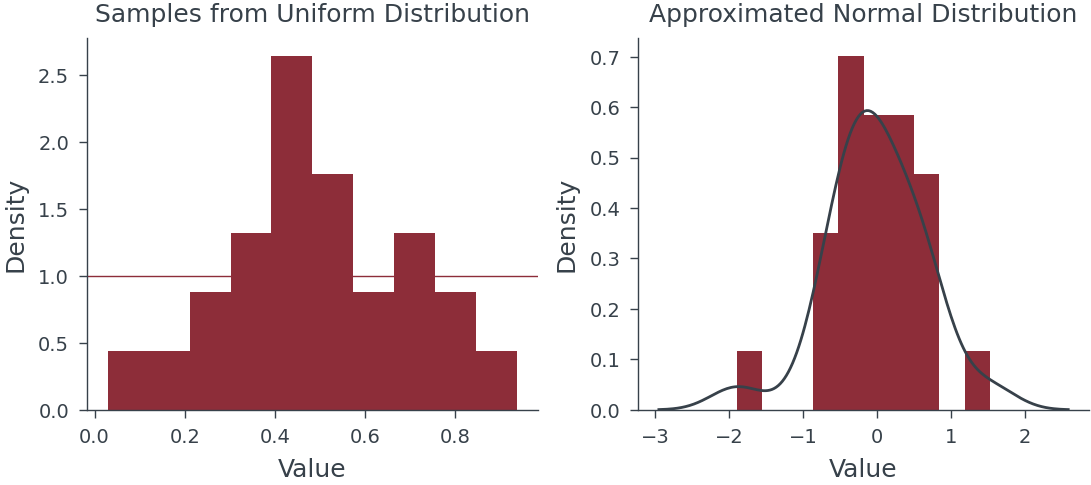 Samples from Uniform Distribution
Density
2.5
2.0
1.5
1.0
0.5
0.0
0.0 0.2 0.4 0.6 0.8
Value
Approximated Normal Distribution
Density
0.7
0.6
0.5
0.4
0.3
0.2
0.1
0.0
−3 −2 −1 0 1 2
Value